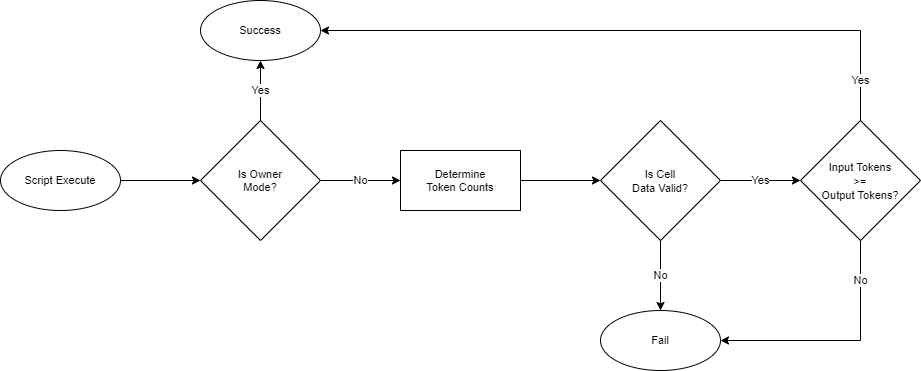 Success
Yes
Yes
Script Execute
Is Owner
Mode?
No
Determine
Token Counts
Is Cell
Data Valid?
Yes
Input Tokens
>=
Output Tokens?
No
No
Fail